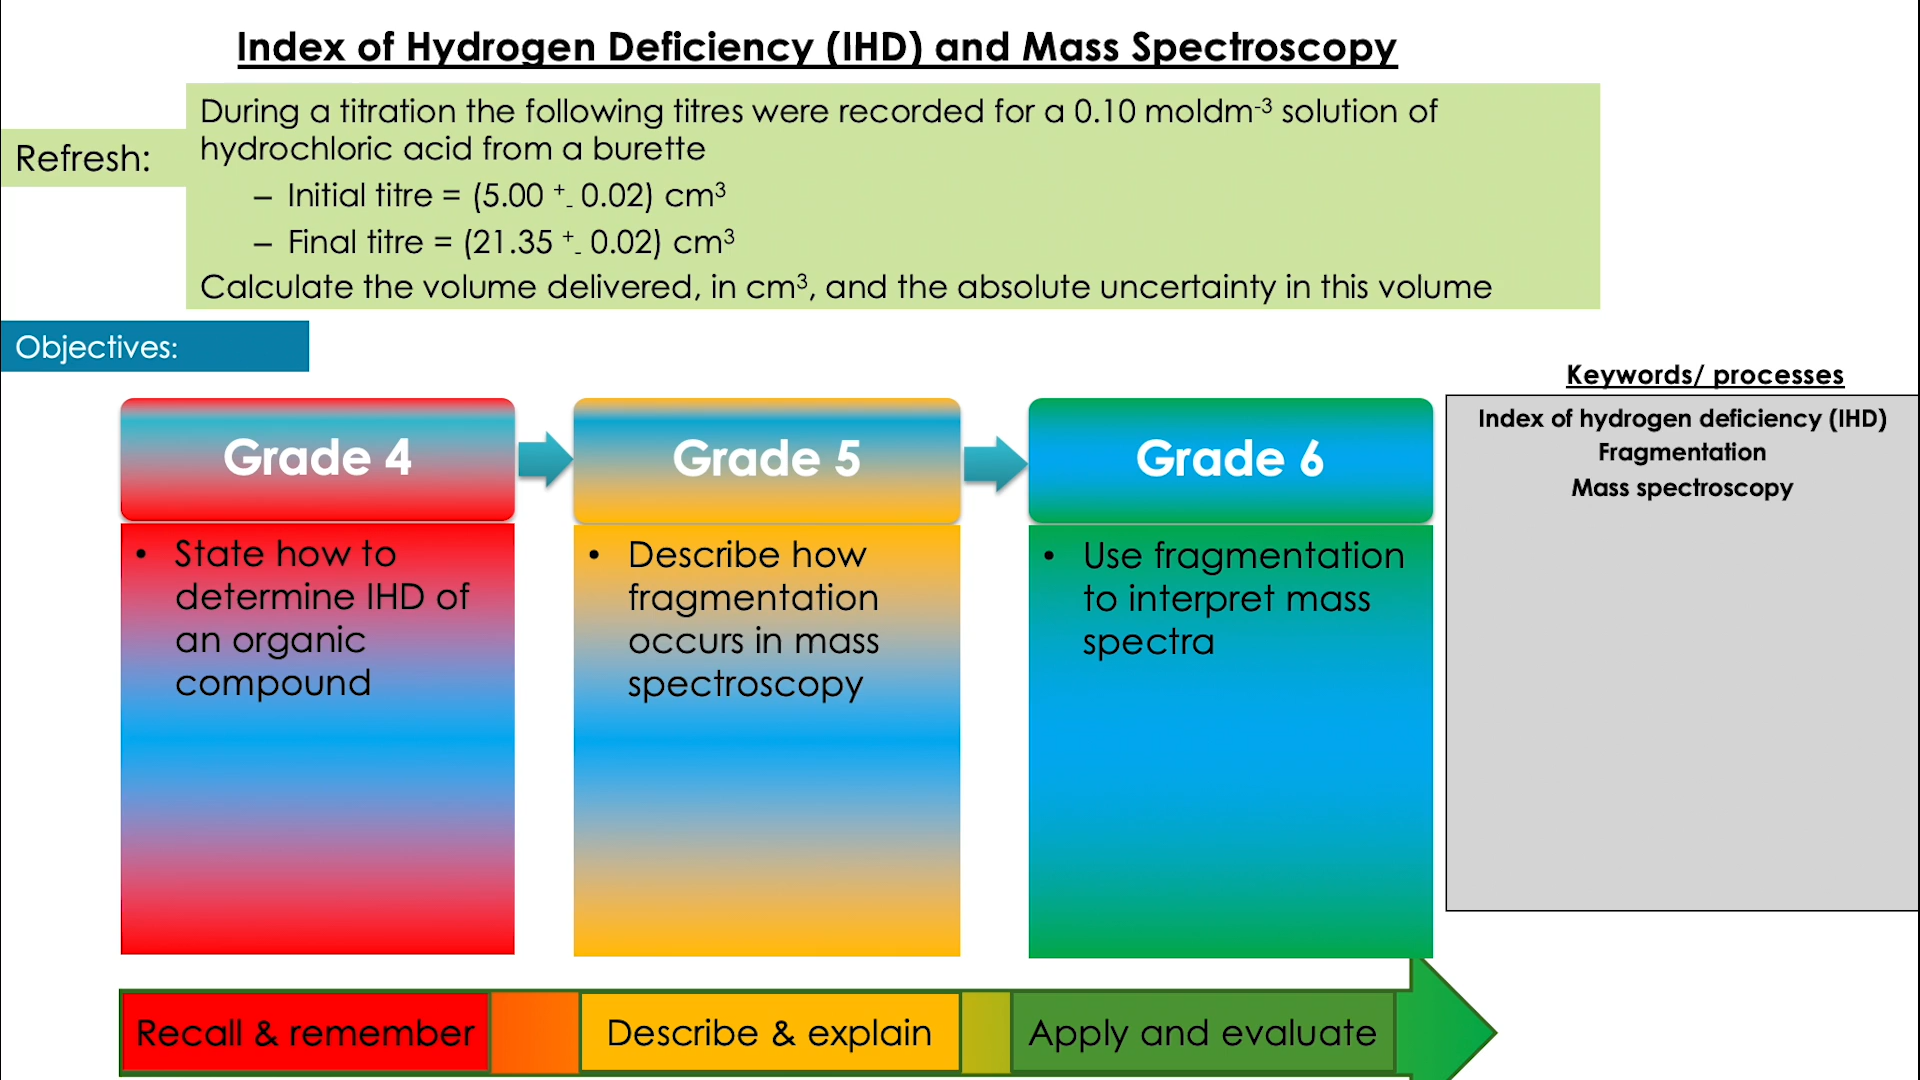 Index of Hydrogen Deficiency (IHD) and Mass Spectroscopy
Refresh:
During a titration the following titres were recorded for a 0.10 moldm⁻³ solution of
hydrochloric acid from a burette
– Initial titre = (5.00 ⁺₋ 0.02) cm³
– Final titre = (21.35 ⁺₋ 0.02) cm³
Calculate the volume delivered, in cm³, and the absolute uncertainty in this volume
Objectives:
Grade 4
• State how to
determine IHD of
an organic
compound
Grade 5
• Describe how
fragmentation
occurs in mass
spectroscopy
Grade 6
• Use fragmentation
to interpret mass
spectra
Keywords/ processes
Index of hydrogen deficiency (IHD)
Fragmentation
Mass spectroscopy
Recall & remember
Describe & explain
Apply and evaluate